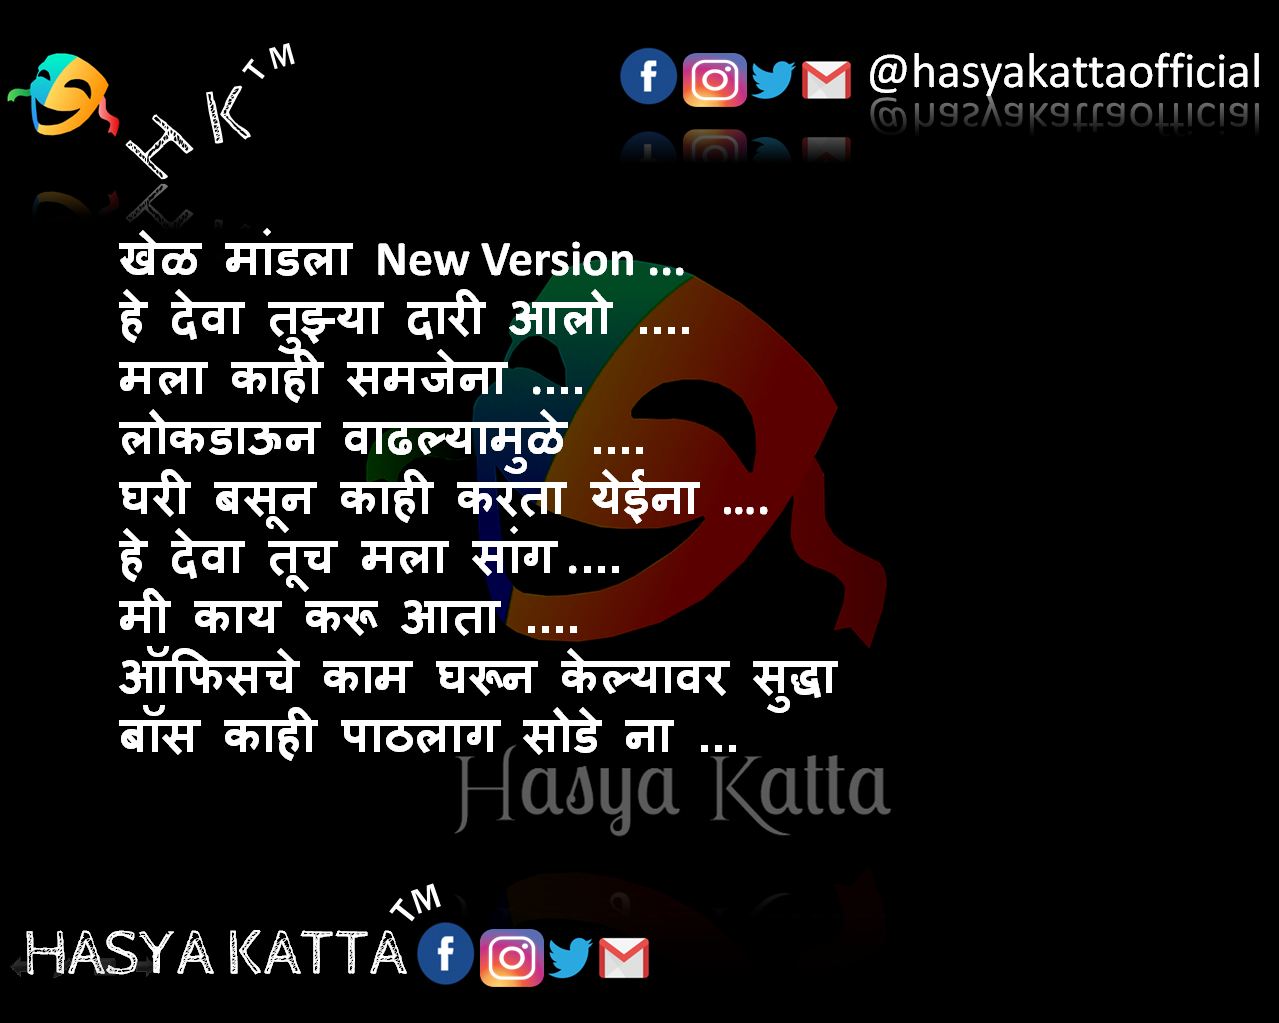 HK™
@hasyakattaofficial
खेळ मांडला New Version ...
हे देवा तुझ्या दारी आलो ....
मला काही समजेना ....
लोकडाऊन वाढल्यामुळे ....
घरी बसून काही करता येईना ....
हे देवा तूच मला सांग ....
मी काय करू आता ....
ऑफिसचे काम घरून केल्यावर सुद्धा
बॉस काही पाठलाग सोडे ना ...
Hasya Katta
HASYA KATTA™